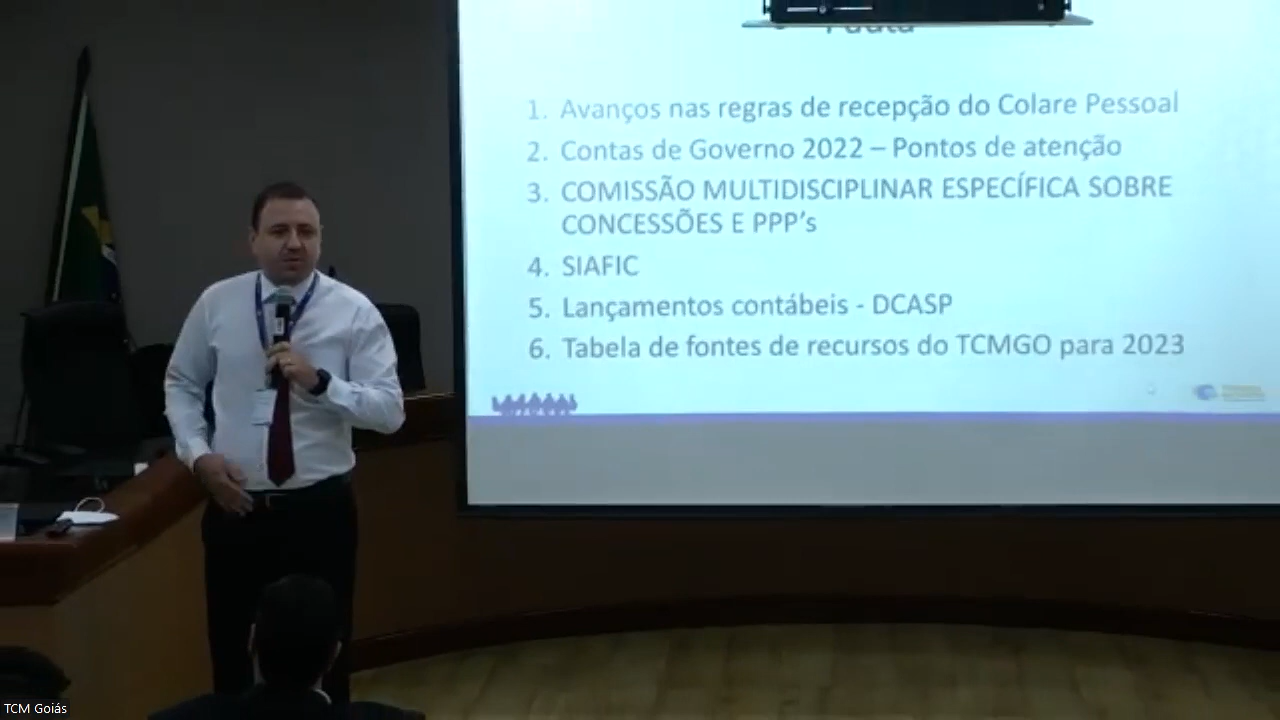 Pauta
1. Avanços nas regras de recepção do Colare Pessoal
2. Contas de Governo 2022 – Pontos de atenção
3. COMISSÃO MULTIDISCIPLINAR ESPECÍFICA SOBRE
CONCESSÕES E PPP’s
4. SIAFIC
5. Lançamentos contábeis - DCASP
6. Tabela de fontes de recursos do TCMGO para 2023
TCM Goiás